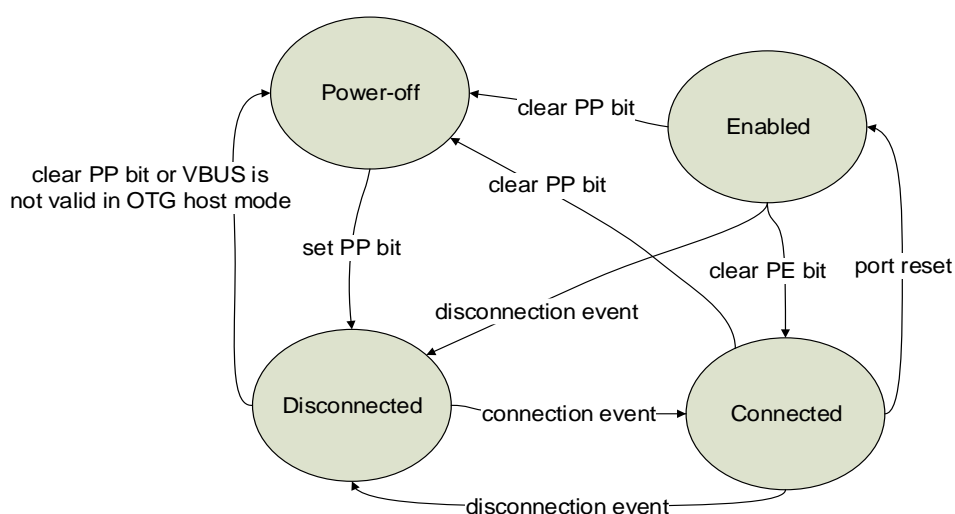 Power-off
Enabled
clear PP bit
clear PP bit or VBUS is
not valid in OTG host mode
clear PP bit
set PP bit
clear PE bit
port reset
disconnection event
Disconnected
connection event
Connected
disconnection event